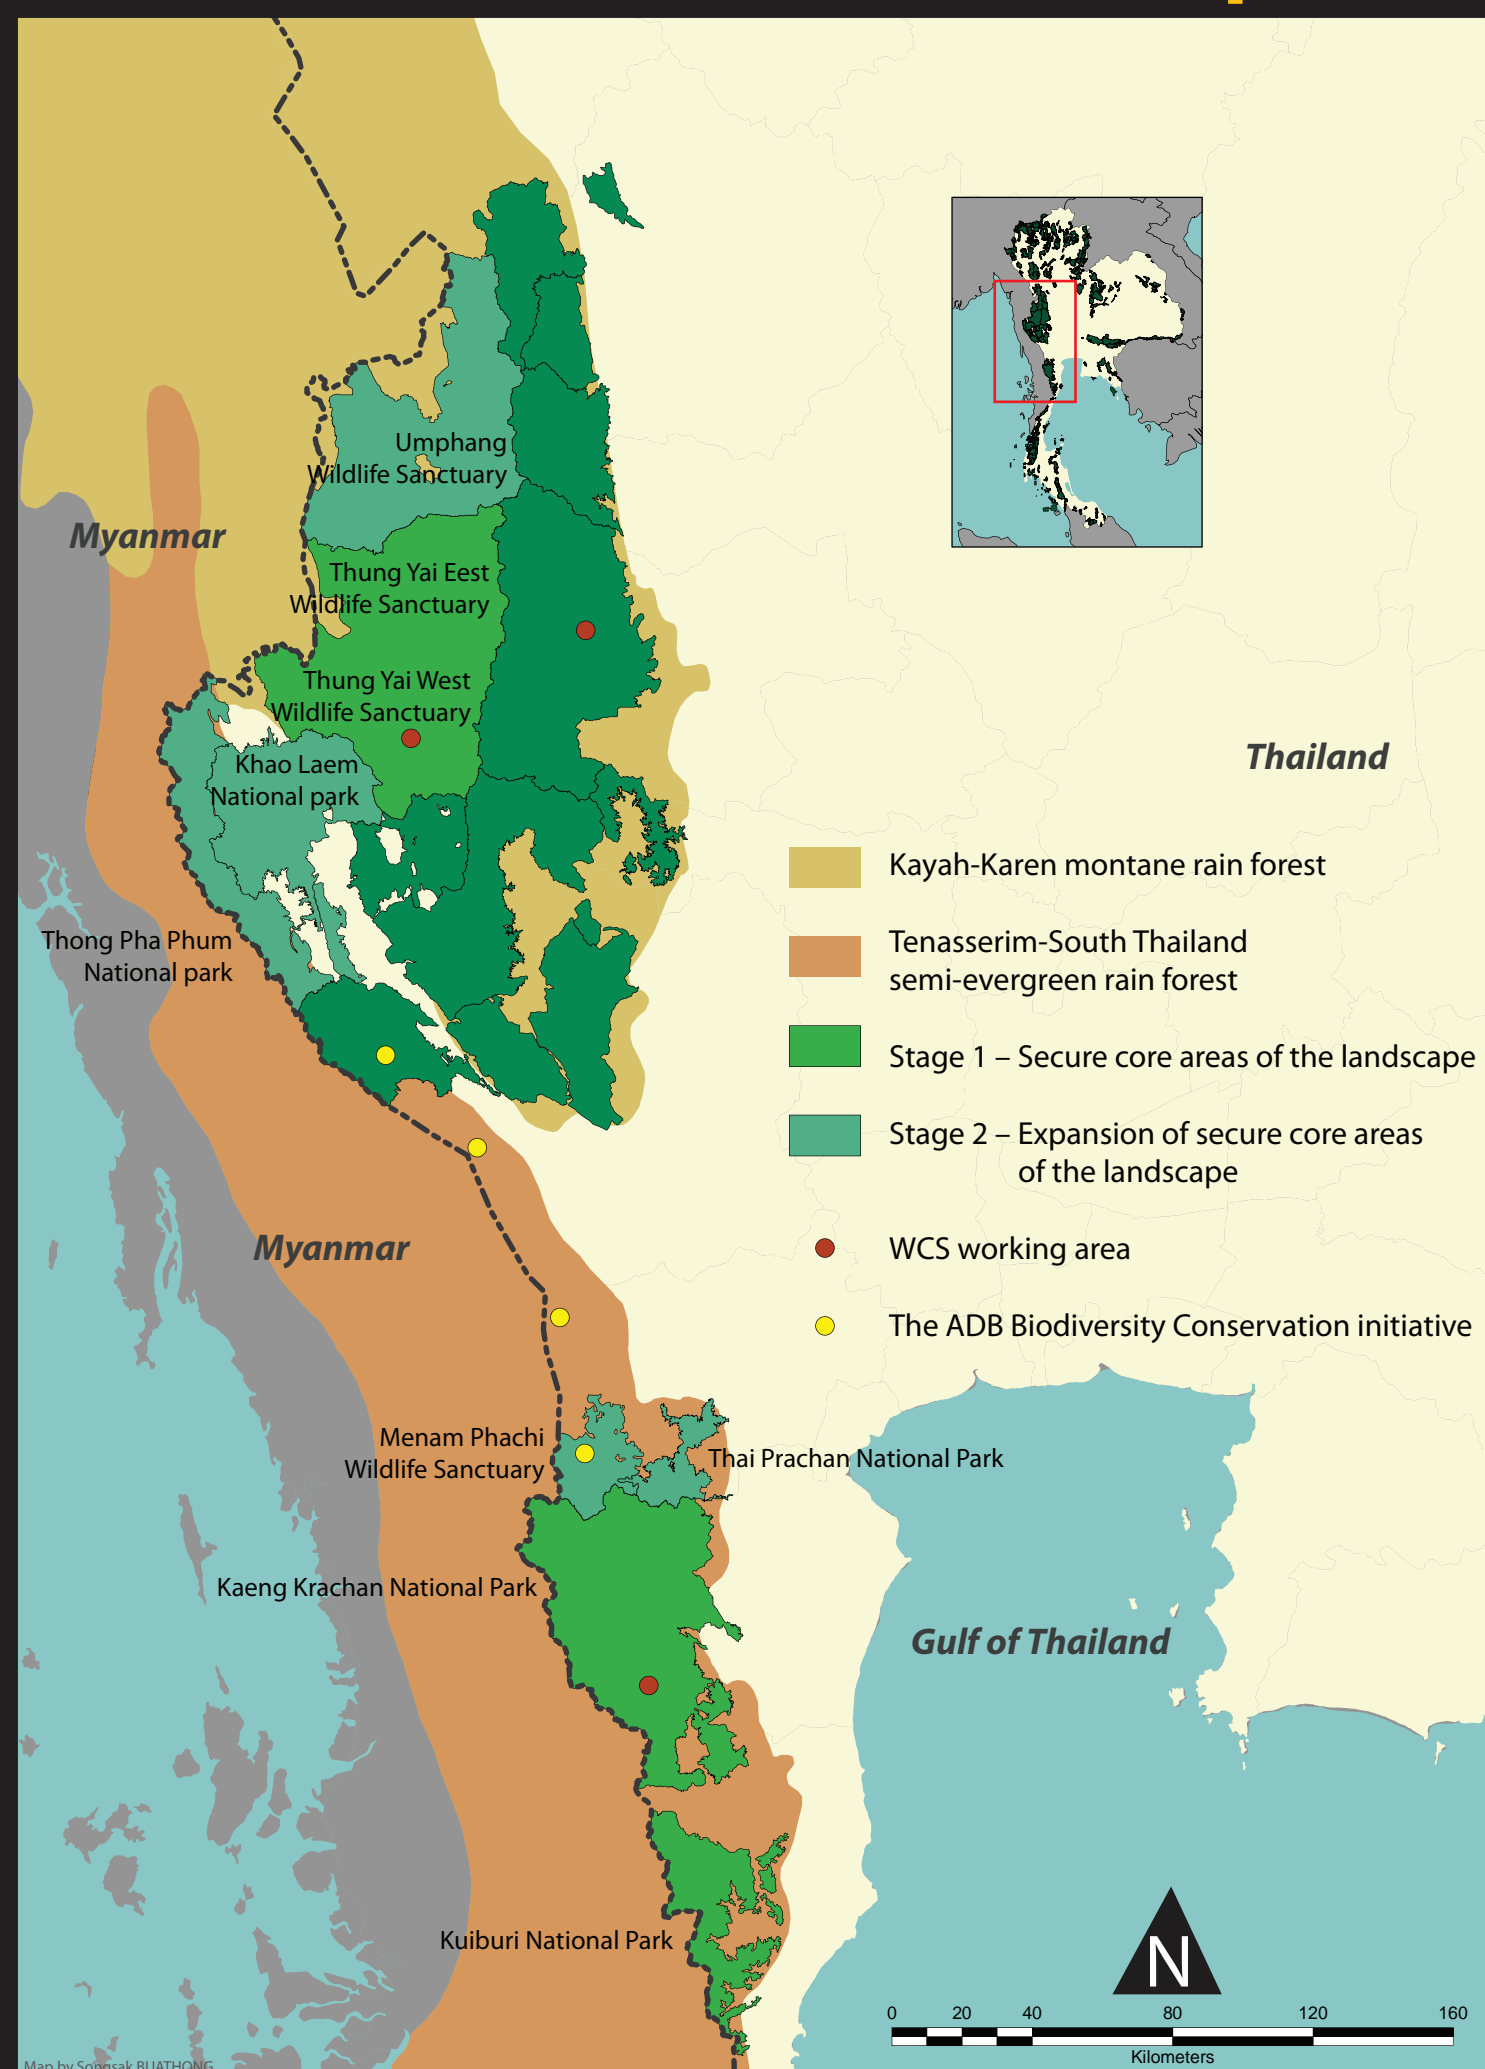 Umphang
Wildlife Sanctuary
Myanmar
Thung Yai Eest
Wildlife Sanctuary
Thung Yai West
Wildlife Sanctuary
Khao Laem
National park
Thailand
Kayah-Karen montane rain forest
Tenasserim-South Thailand
semi-evergreen rain forest
Thong Pha Phum
National park
Stage 1 – Secure core areas of the landscape
Stage 2 – Expansion of secure core areas
of the landscape
Myanmar
WCS working area
The ADB Biodiversity Conservation initiative
Menam Phachi
Wildlife Sanctuary
Thai Prachan National Park
Kaeng Krachan National Park
Gulf of Thailand
Kuiburi National Park
N
0 20 40 80 120 160
Kilometers
Map by Songsak BUATHONG